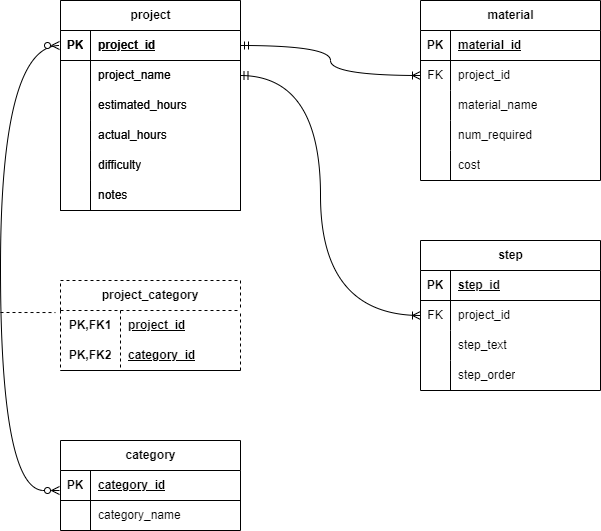 project
PK project_id
project_name
estimated_hours
actual_hours
difficulty
notes
material
PK material_id
FK project_id
material_name
num_required
cost
step
PK step_id
FK project_id
step_text
step_order
project_category
PK,FK1 project_id
PK,FK2 category_id
category
PK category_id
category_name